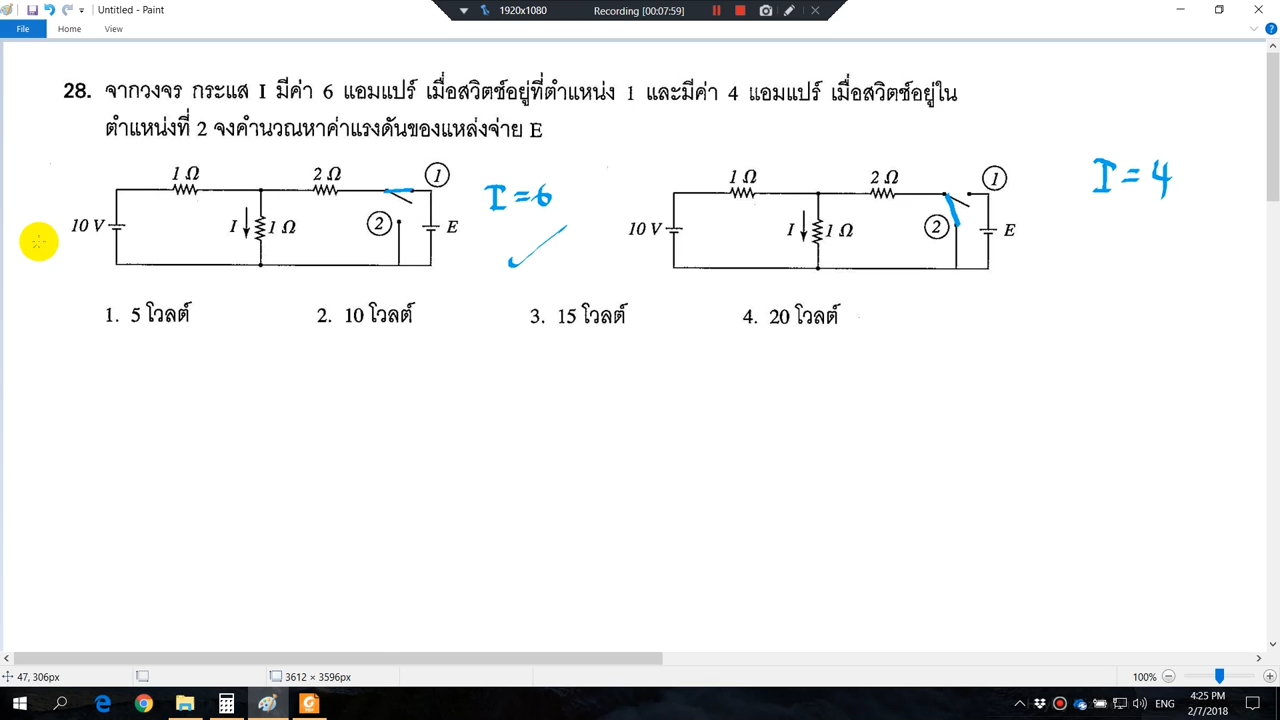 Untitled - Paint
1920x1080
Recording [00:07:59]
File Home View
28. จากวงจร กระแส I มีค่า 6 แอมแปร์ เมื่อสวิตช์อยู่ที่ตำแหน่ง 1 และมีค่า 4 แอมแปร์ เมื่อสวิตช์อยู่ใน
ตำแหน่งที่ 2 จงคำนวณหาค่าแรงดันของแหล่งจ่าย E
1 Ω 2 Ω 1
10 V I 1 Ω 2 E
I = 6
1 Ω 2 Ω 1
10 V I 1 Ω 2 E
I = 4
1. 5 โวลต์ 2. 10 โวลต์ 3. 15 โวลต์ 4. 20 โวลต์
47, 306px 3612 × 3596px 100%
ENG 4:25 PM
2/7/2018